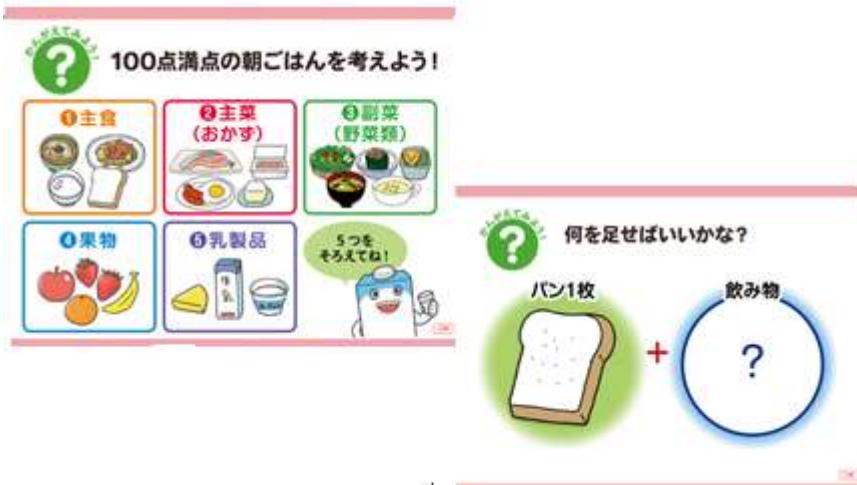 かんがえてみよう!
100点満点の朝ごはんを考えよう!
❶主食
❷主菜
(おかず)
❸副菜
(野菜類)
❹果物
❺乳製品
牛乳
5つを
そろえてね!
かんがえてみよう!
何を足せばいいかな?
パン1枚
飲み物
+
?